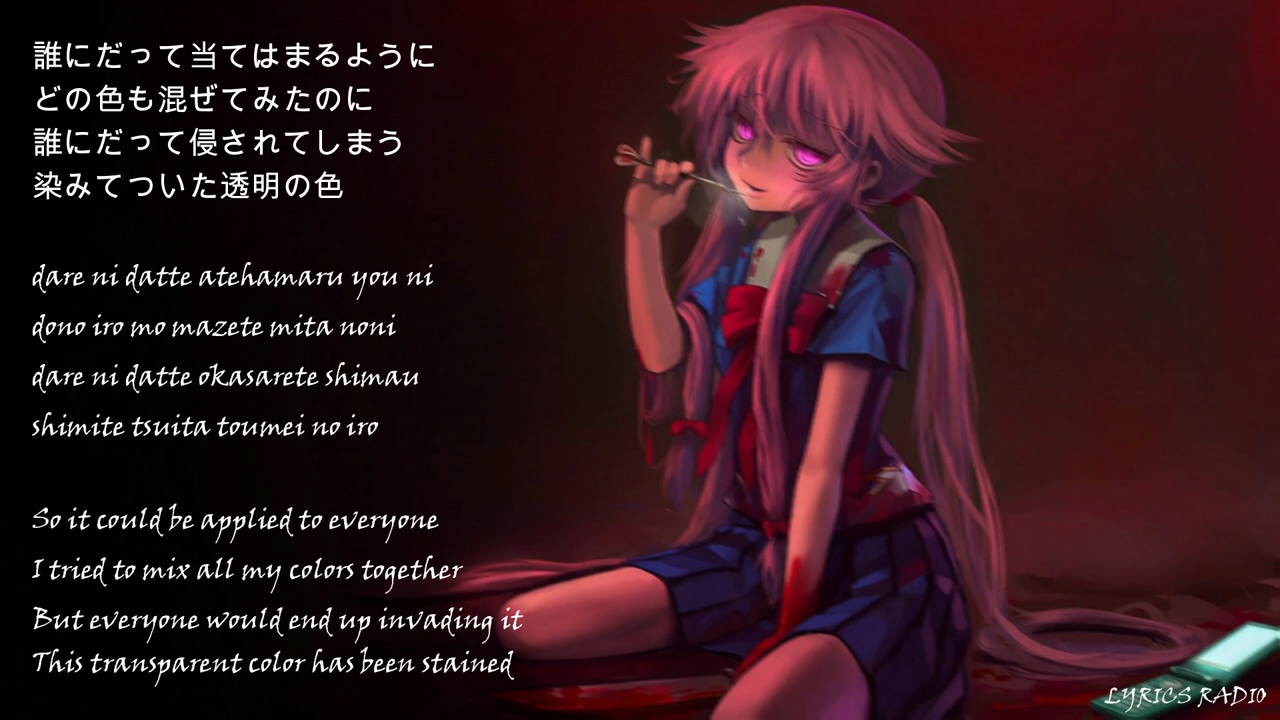 誰にだって当てはまるように
どの色も混ぜてみたのに
誰にだって侵されてしまう
染みてついた透明の色
dare ni datte atehamaru you ni
dono iro mo mazete mita noni
dare ni datte okasarete shimau
shimite tsuita toumei no iro
So it could be applied to everyone
I tried to mix all my colors together
But everyone would end up invading it
This transparent color has been stained
LYRICS RADIO